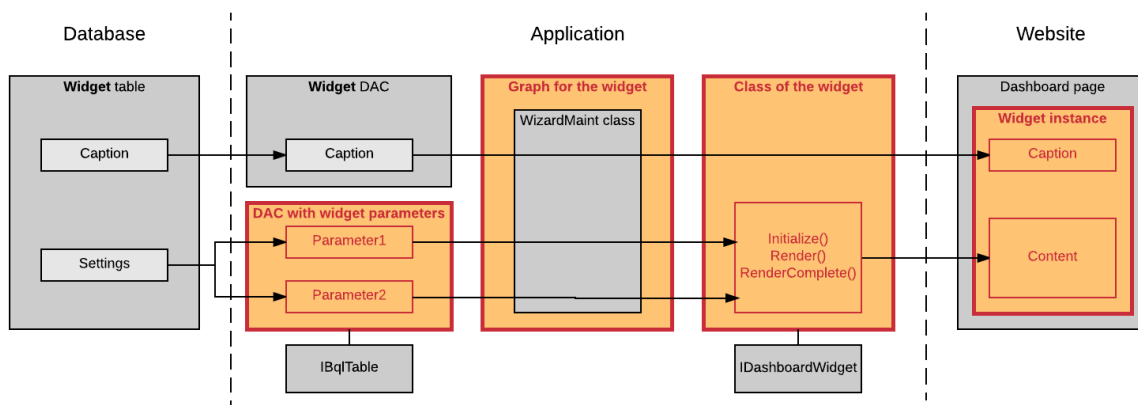 Database
Application
Website
Widget table
Widget DAC
Graph for the widget
Class of the widget
Dashboard page
WizardMaint class
Widget instance
Caption
Caption
Caption
DAC with widget parameters
Parameter1
Initialize()
Render()
RenderComplete()
Settings
Content
Parameter2
IBqlTable
IDashboardWidget